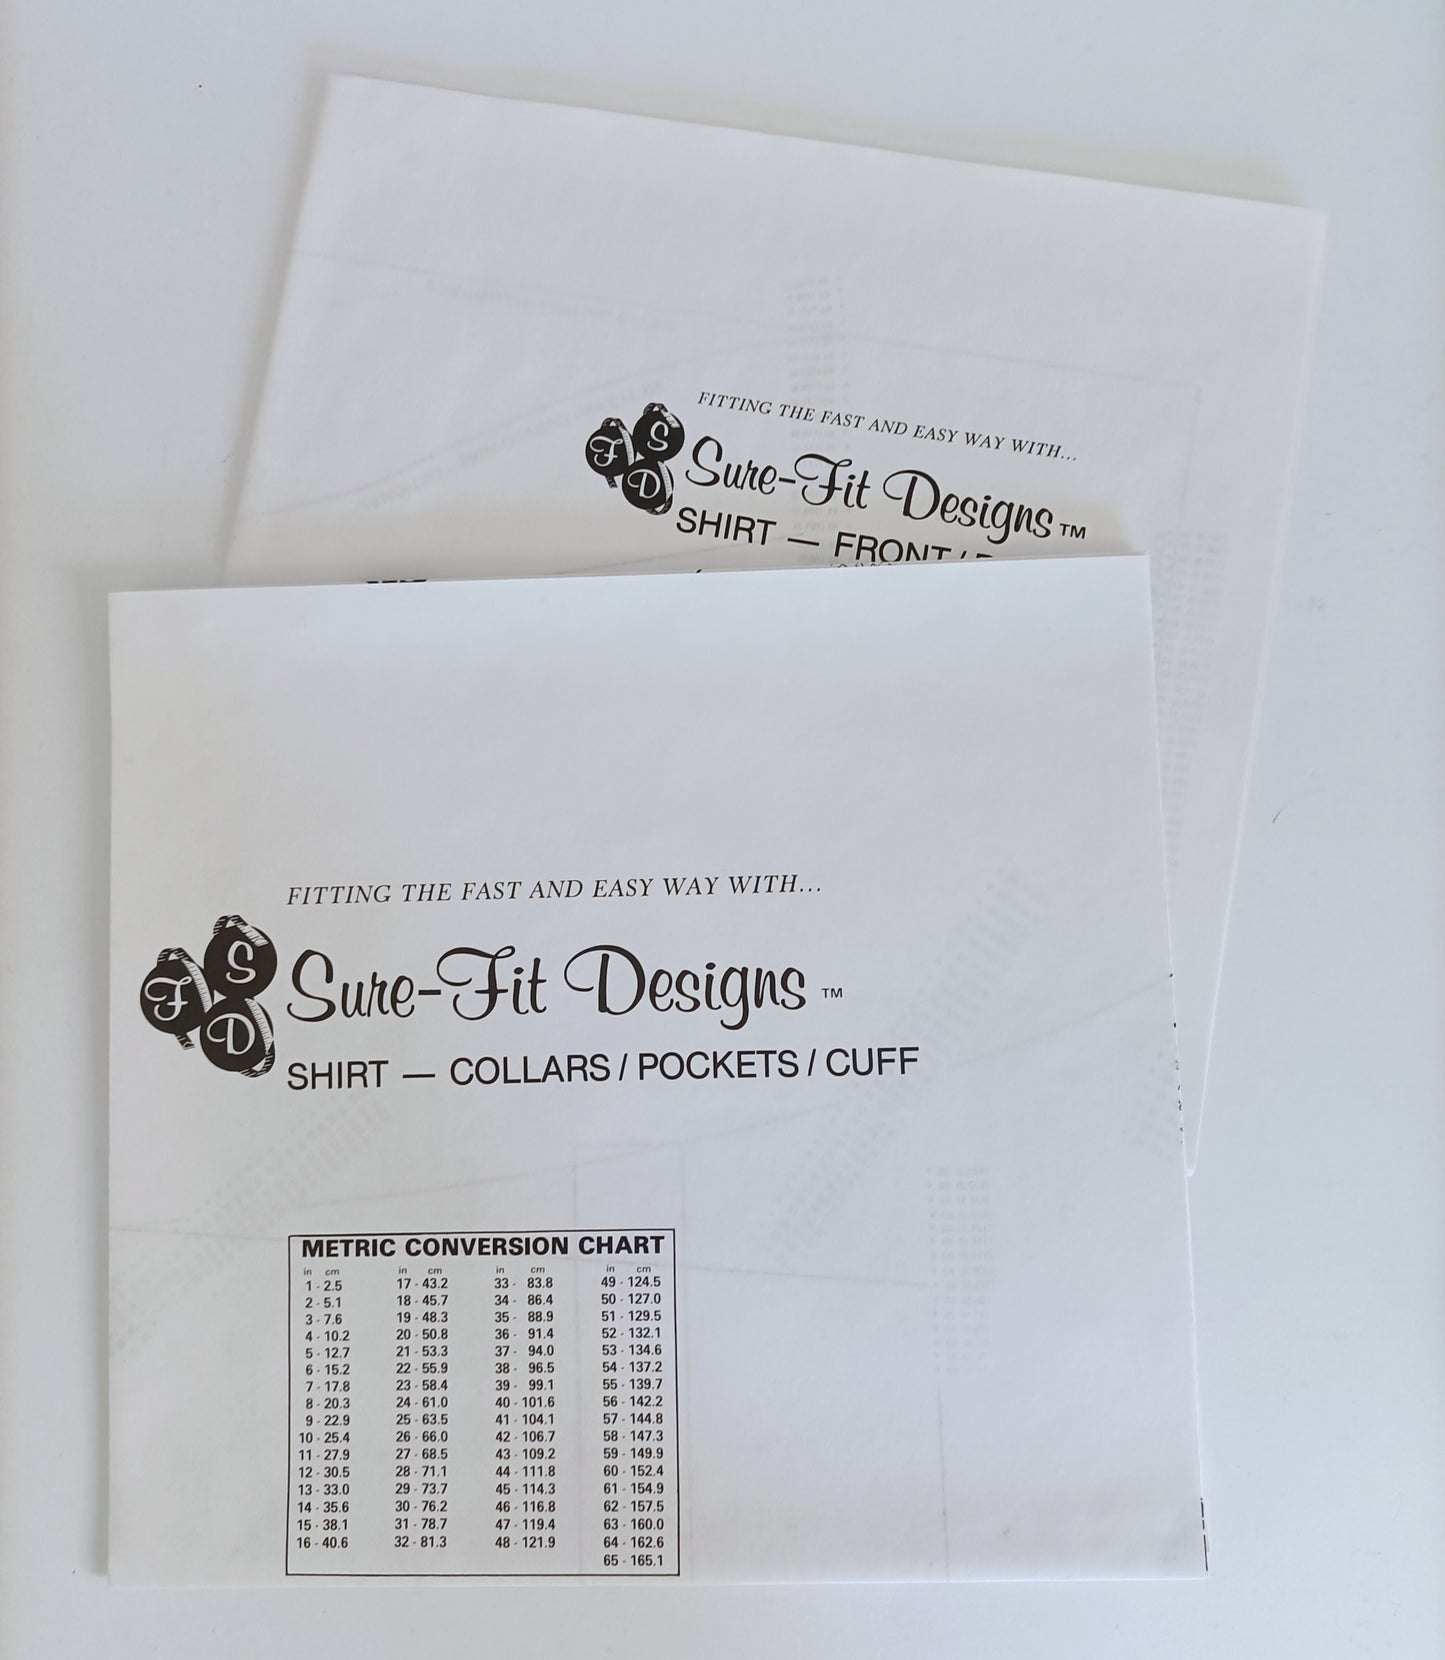 FITTING THE FAST AND EASY WAY WITH...
F S D
Sure-Fit Designs ™
SHIRT — FRONT /
FITTING THE FAST AND EASY WAY WITH...
F S D
Sure-Fit Designs ™
SHIRT — COLLARS / POCKETS / CUFF
METRIC CONVERSION CHART
in cm in cm in cm in cm
1 - 2.5 17 - 43.2 33 - 83.8 49 - 124.5
2 - 5.1 18 - 45.7 34 - 86.4 50 - 127.0
3 - 7.6 19 - 48.3 35 - 88.9 51 - 129.5
4 - 10.2 20 - 50.8 36 - 91.4 52 - 132.1
5 - 12.7 21 - 53.3 37 - 94.0 53 - 134.6
6 - 15.2 22 - 55.9 38 - 96.5 54 - 137.2
7 - 17.8 23 - 58.4 39 - 99.1 55 - 139.7
8 - 20.3 24 - 61.0 40 - 101.6 56 - 142.2
9 - 22.9 25 - 63.5 41 - 104.1 57 - 144.8
10 - 25.4 26 - 66.0 42 - 106.7 58 - 147.3
11 - 27.9 27 - 68.5 43 - 109.2 59 - 149.9
12 - 30.5 28 - 71.1 44 - 111.8 60 - 152.4
13 - 33.0 29 - 73.7 45 - 114.3 61 - 154.9
14 - 35.6 30 - 76.2 46 - 116.8 62 - 157.5
15 - 38.1 31 - 78.7 47 - 119.4 63 - 160.0
16 - 40.6 32 - 81.3 48 - 121.9 64 - 162.6
65 - 165.1